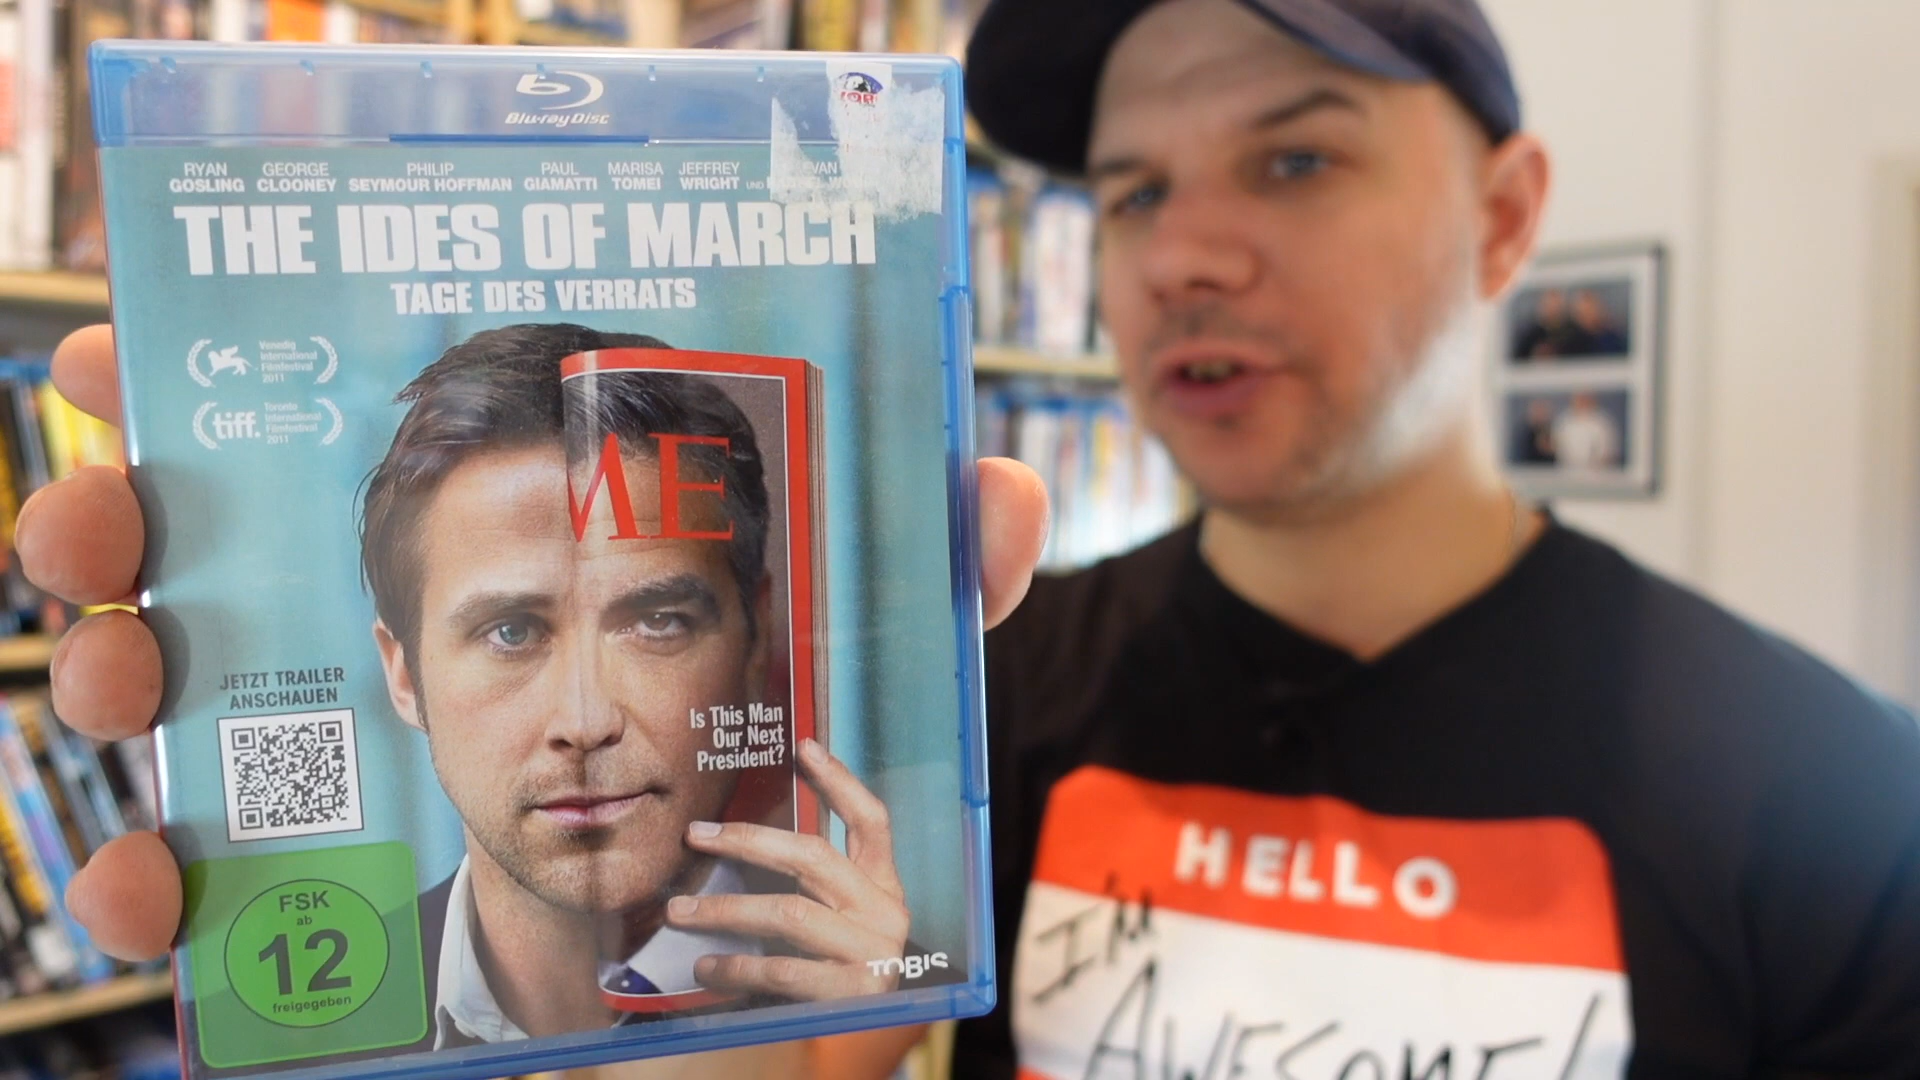 Blu-ray Disc
RYAN GEORGE PHILIP PAUL MARISA JEFFREY EVAN
GOSLING CLOONEY SEYMOUR HOFFMAN GIAMATTI TOMEI WRIGHT UND
THE IDES OF MARCH
TAGE DES VERRATS
Venedig
International
Filmfestival
2011
tiff.
Toronto
International
Filmfestival
2011
ME
JETZT TRAILER
ANSCHAUEN
Is This Man
Our Next
President?
FSK
ab
12
freigegeben
TOBIS
HELLO
I'M
AWESOME!